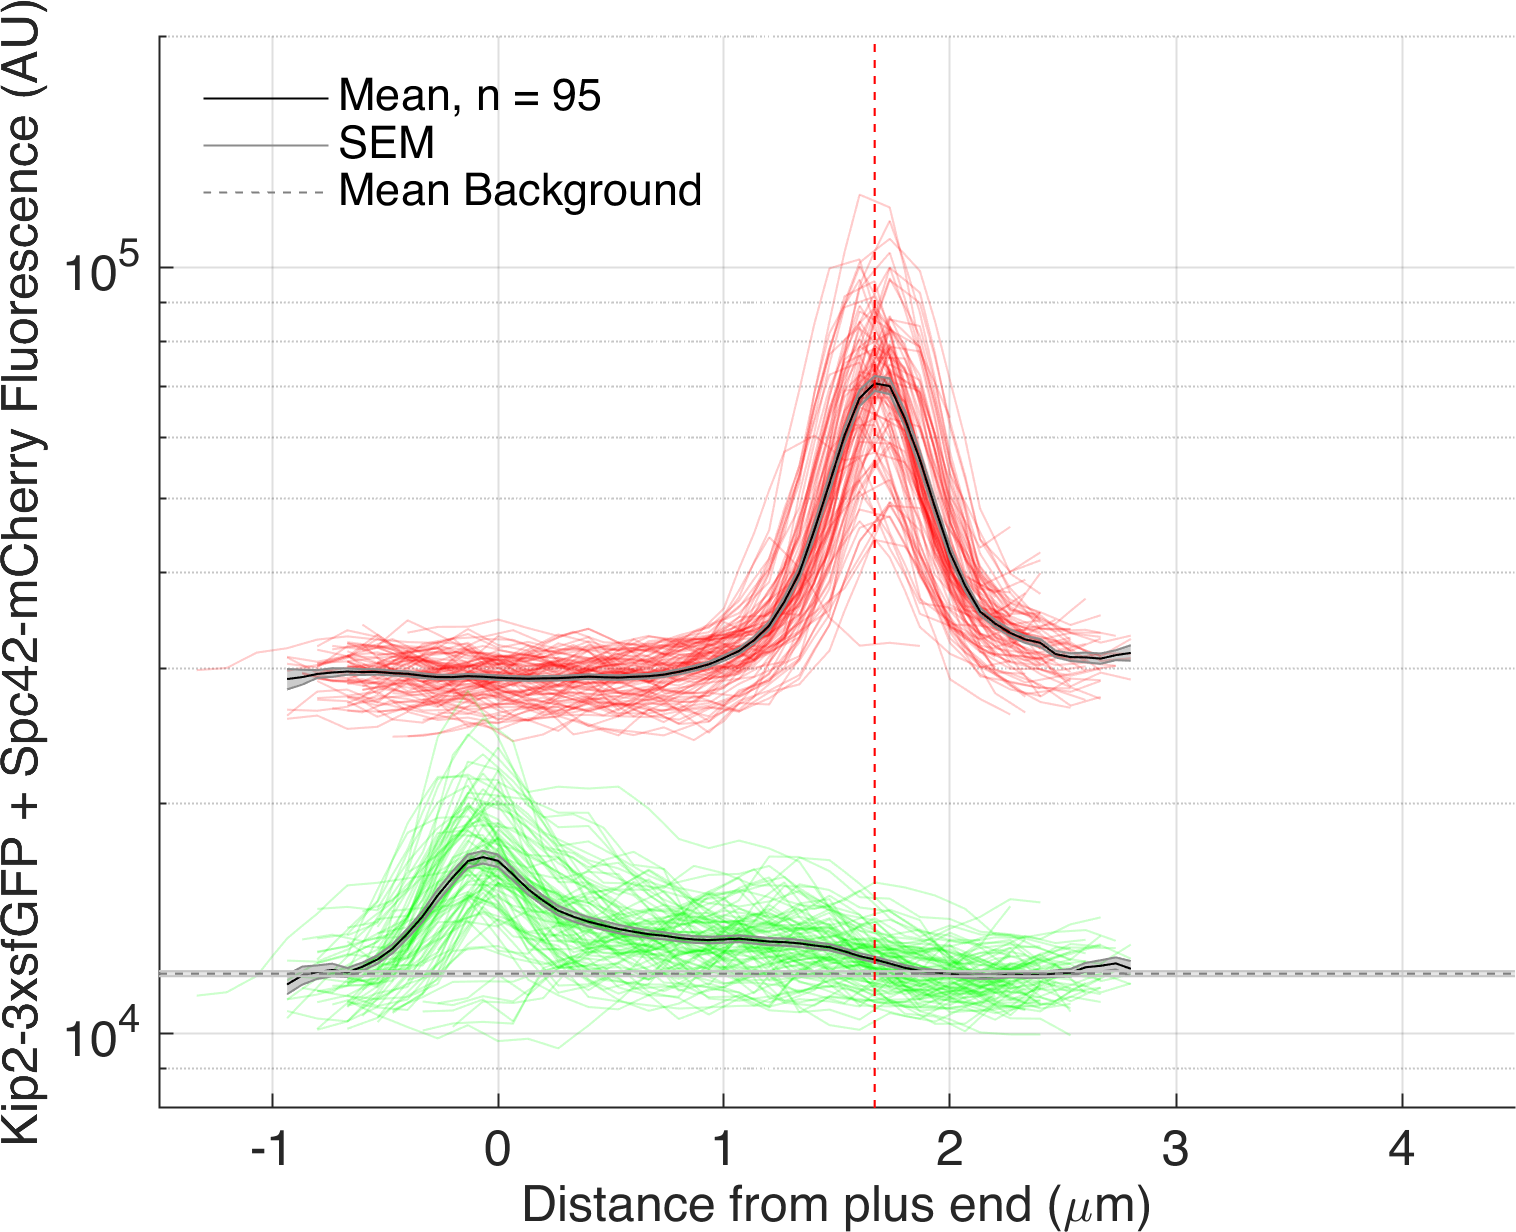 Kip2-3xsfGFP + Spc42-mCherry Fluorescence (AU)
Mean, n = 95
SEM
Mean Background
10^5
10^4
-1 0 1 2 3 4
Distance from plus end (μm)